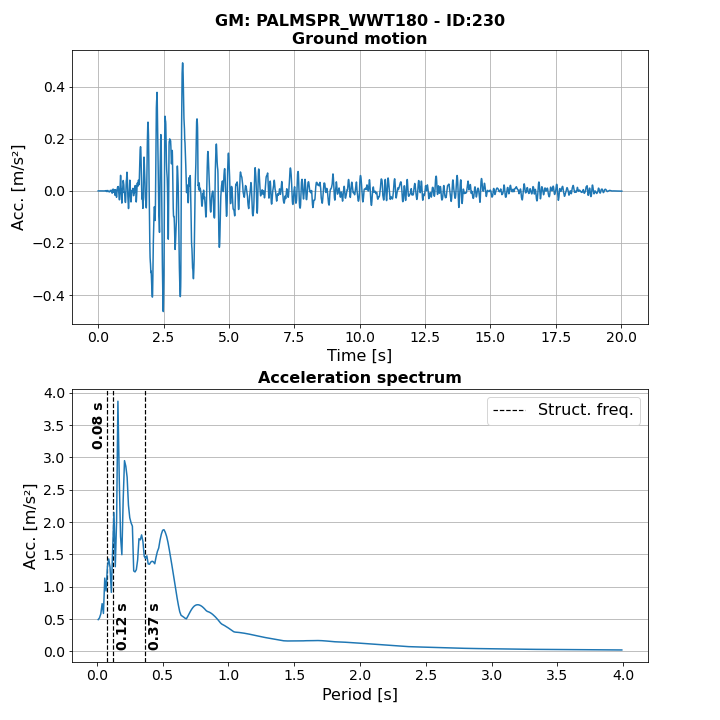 GM: PALMSPR_WWT180 - ID:230
Ground motion
0.4
0.2
0.0
−0.2
−0.4
Acc. [m/s²]
0.0 2.5 5.0 7.5 10.0 12.5 15.0 17.5 20.0
Time [s]
Acceleration spectrum
4.0
3.5
3.0
2.5
2.0
1.5
1.0
0.5
0.0
Acc. [m/s²]
Struct. freq.
0.08 s
0.12 s
0.37 s
0.0 0.5 1.0 1.5 2.0 2.5 3.0 3.5 4.0
Period [s]